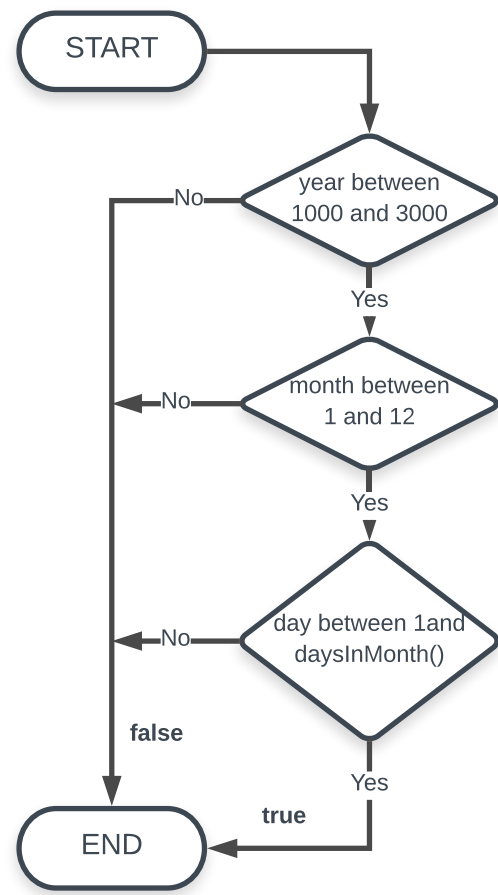 START
year between
1000 and 3000
No
Yes
month between
1 and 12
No
Yes
day between 1and
daysInMonth()
No
false
Yes
true
END